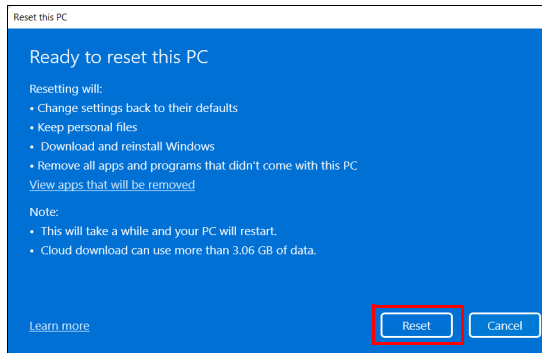 Reset this PC
Ready to reset this PC
Resetting will:
• Change settings back to their defaults
• Keep personal files
• Download and reinstall Windows
• Remove all apps and programs that didn't come with this PC
View apps that will be removed
Note:
• This will take a while and your PC will restart.
• Cloud download can use more than 3.06 GB of data.
Learn more
Reset
Cancel